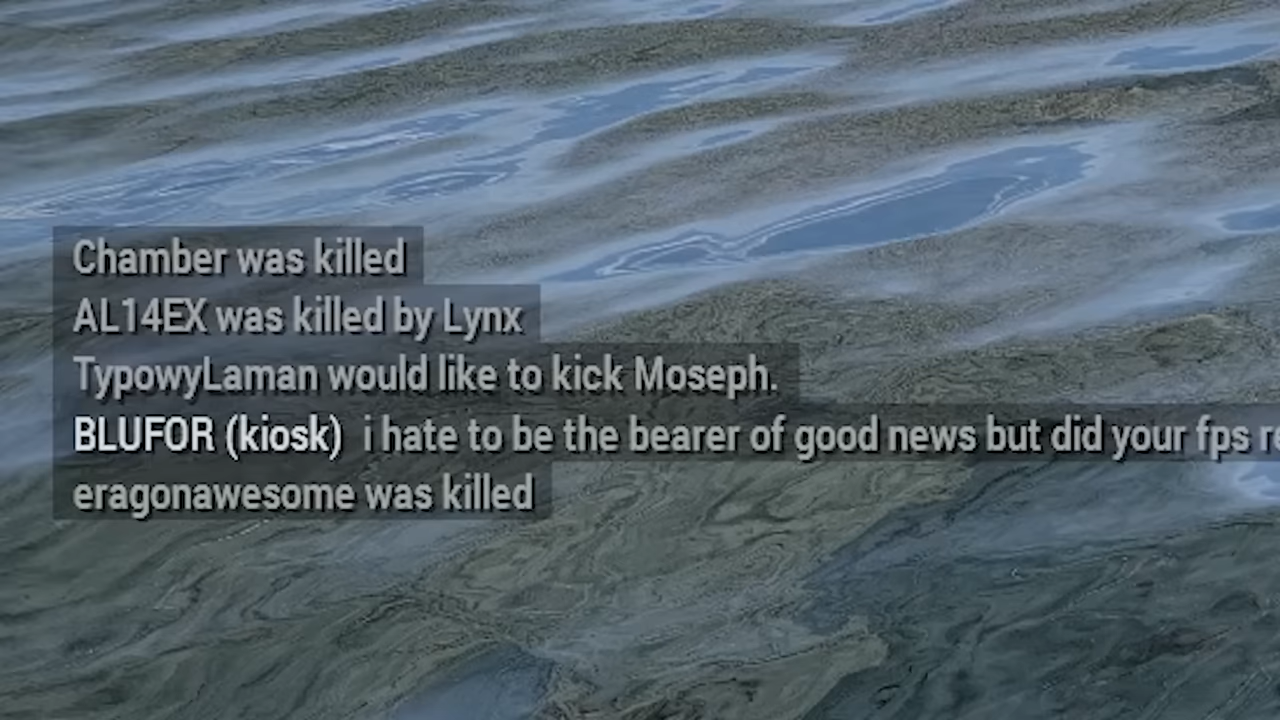 Chamber was killed
AL14EX was killed by Lynx
TypowyLaman would like to kick Moseph.
BLUFOR (kiosk) i hate to be the bearer of good news but did your fps
eragonawesome was killed